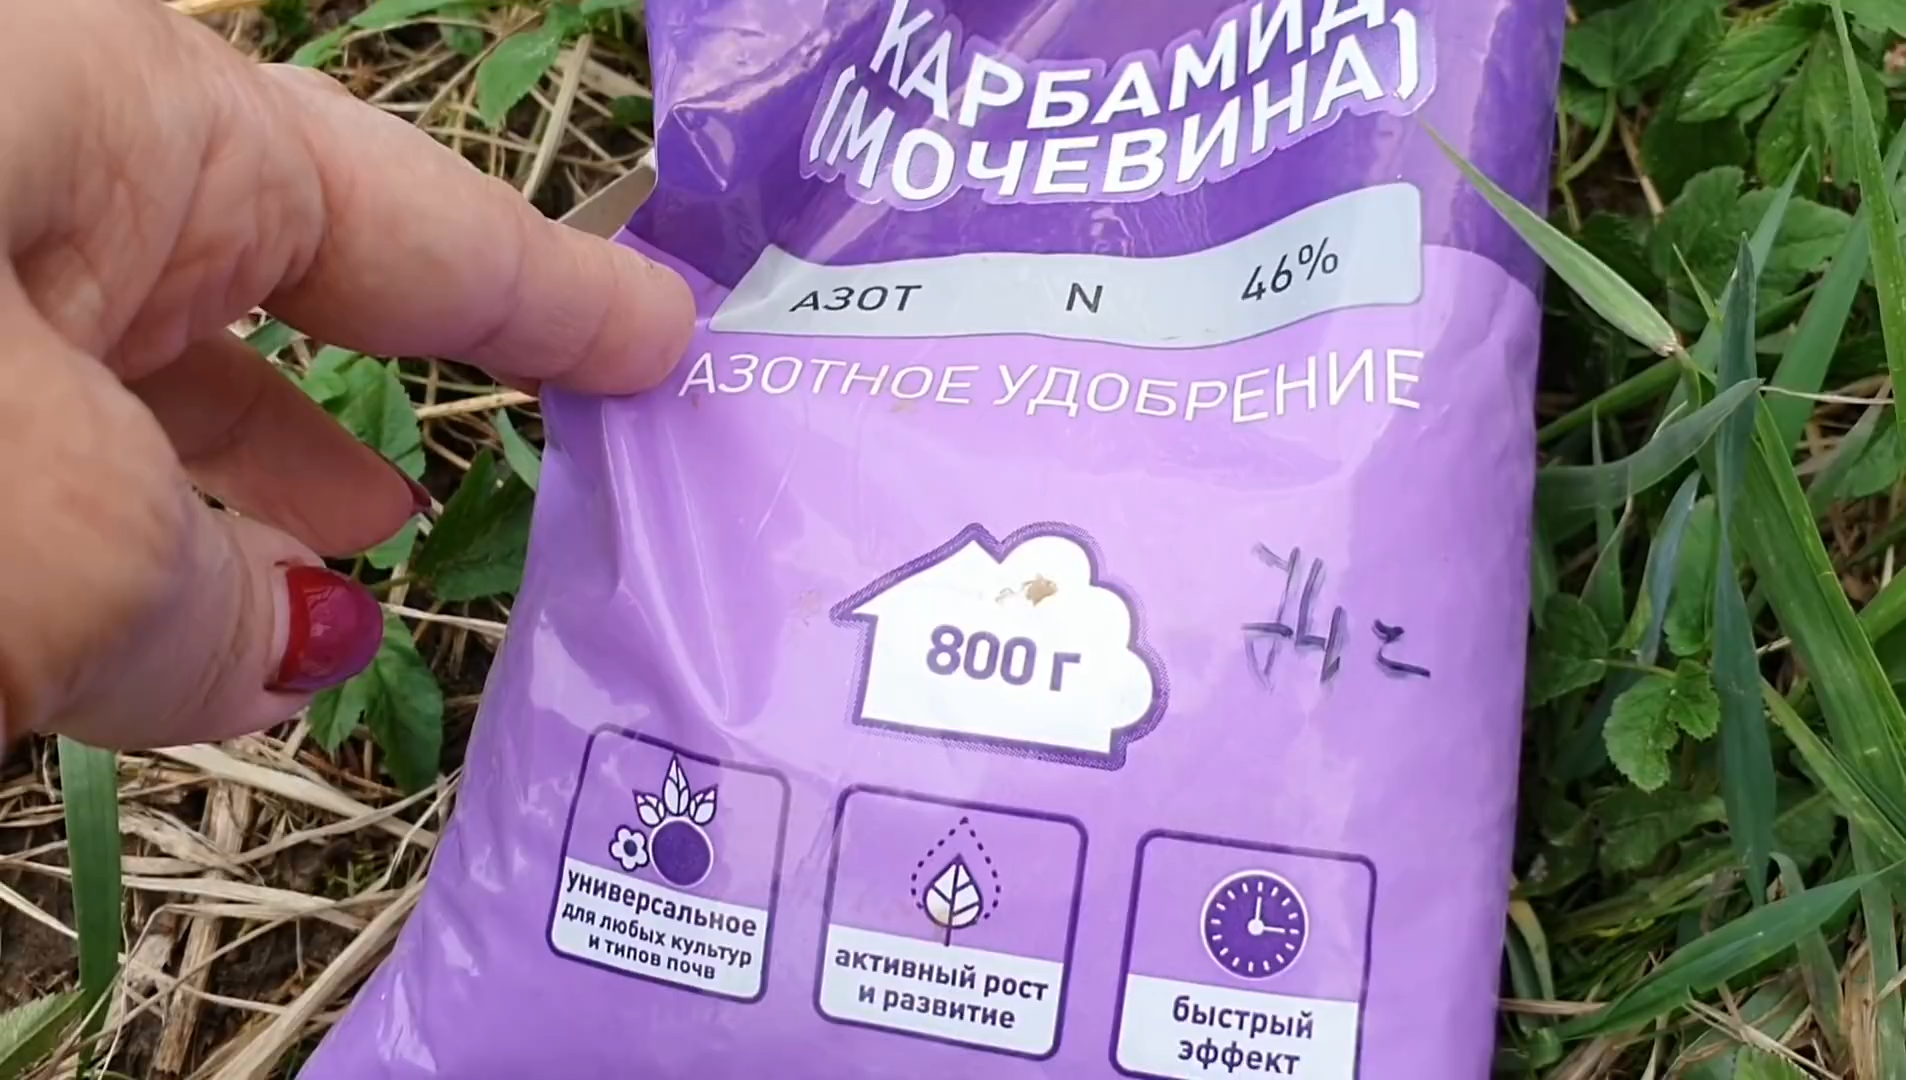 КАРБАМИД
(МОЧЕВИНА)
АЗОТ N 46%
АЗОТНОЕ УДОБРЕНИЕ
800 г
универсальное
для любых культур
и типов почв
активный рост
и развитие
быстрый
эффект